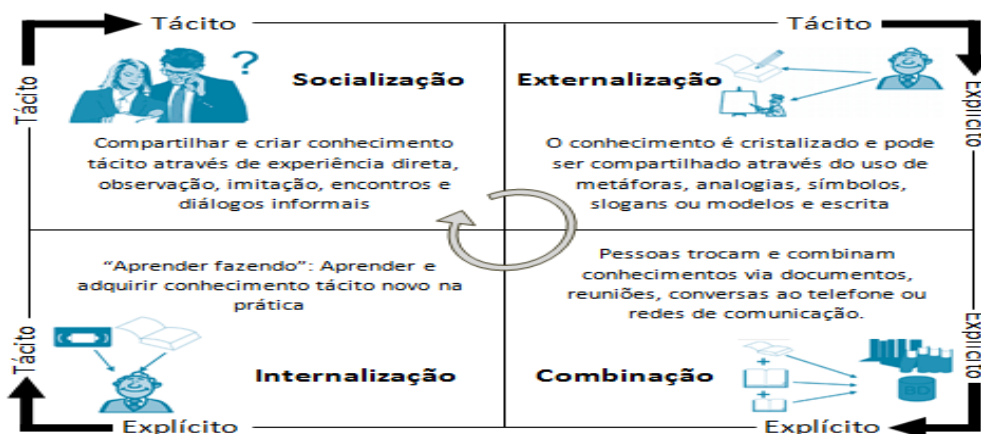 Tácito
Tácito
Tácito
Explícito
?
Socialização
Externalização
Compartilhar e criar conhecimento
tácito através de experiência direta,
observação, imitação, encontros e
diálogos informais
O conhecimento é cristalizado e pode
ser compartilhado através do uso de
metáforas, analogias, símbolos,
slogans ou modelos e escrita
“Aprender fazendo”: Aprender e
adquirir conhecimento tácito novo na
prática
Pessoas trocam e combinam
conhecimentos via documentos,
reuniões, conversas ao telefone ou
redes de comunicação.
Tácito
Explícito
Internalização
Combinação
+
+
BD
Explícito
Explícito